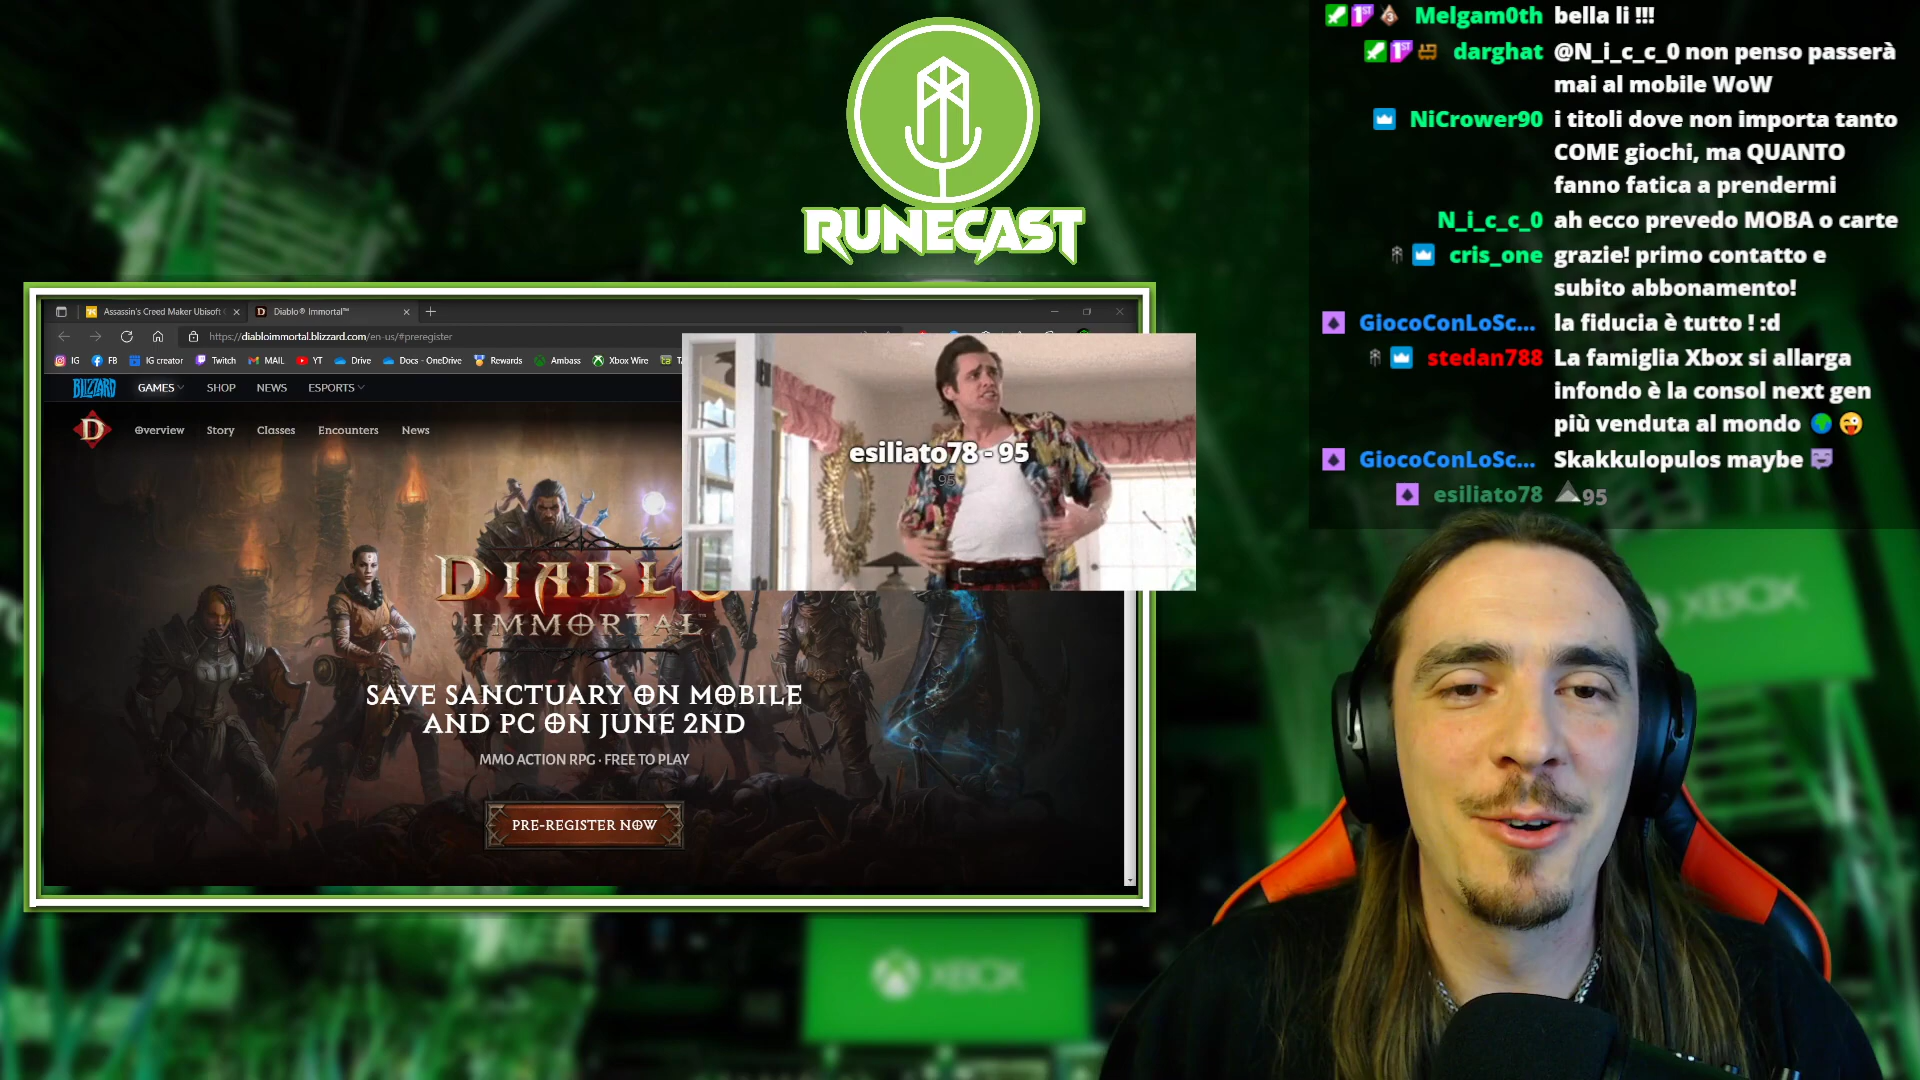 RUNECAST
Assassin's Creed Maker Ubisoft
Diablo® Immortal™
https://diabloimmortal.blizzard.com/en-us/#preregister
IG
FB
IG creator
Twitch
MAIL
YT
Drive
Docs - OneDrive
Rewards
Ambass
Xbox Wire
BLIZZARD
GAMES
SHOP
NEWS
ESPORTS
D
Overview
Story
Classes
Encounters
News
DIABLO
IMMORTAL
SAVE SANCTUARY ON MOBILE
AND PC ON JUNE 2ND
MMO ACTION RPG · FREE TO PLAY
PRE-REGISTER NOW
esiliato78 - 95
95
Melgam0th bella li !!!
darghat @N_i_c_c_0 non penso passerà
mai al mobile WoW
NiCrower90 i titoli dove non importa tanto
COME giochi, ma QUANTO
fanno fatica a prendermi
N_i_c_c_0 ah ecco prevedo MOBA o carte
cris_one grazie! primo contatto e
subito abbonamento!
GiocoConLoSc... la fiducia è tutto ! :d
stedan788 La famiglia Xbox si allarga
infondo è la consol next gen
più venduta al mondo 🌍 😜
GiocoConLoSc... Skakkulopulos maybe
esiliato78 95
XBOX
XBOX